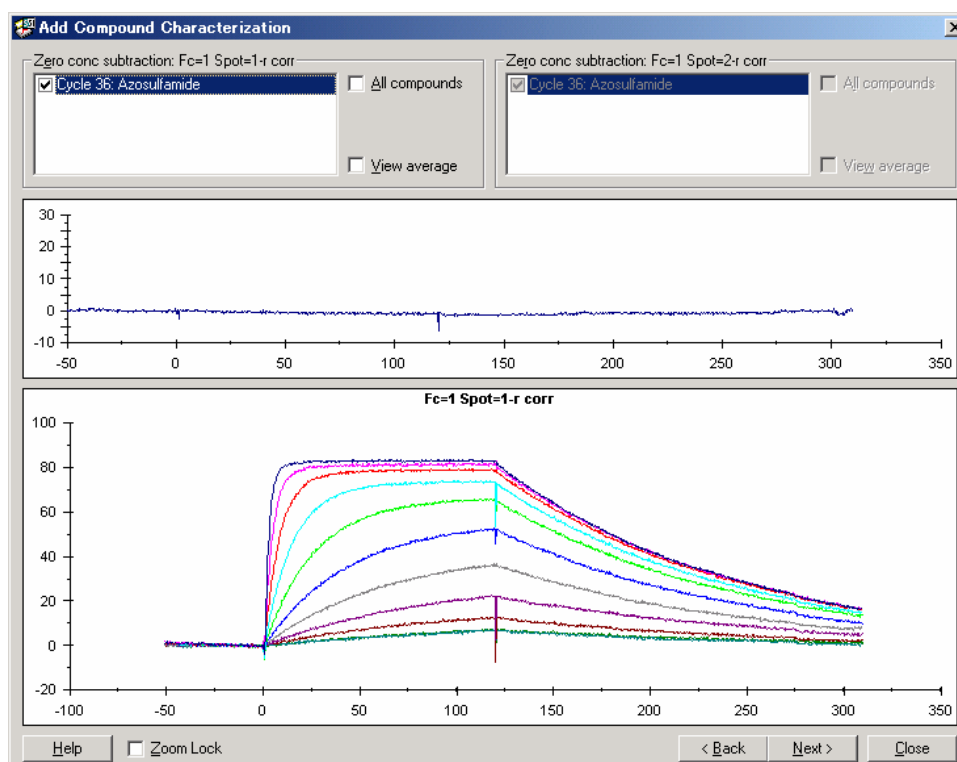 Add Compound Characterization
Zero conc subtraction: Fc=1 Spot=1-r corr
Cycle 36: Azosulfamide
All compounds
View average
Zero conc subtraction: Fc=1 Spot=2-r corr
Cycle 36: Azosulfamide
All compounds
View average
30
20
10
0
-10
-50 0 50 100 150 200 250 300 350
Fc=1 Spot=1-r corr
100
80
60
40
20
0
-20
-100 -50 0 50 100 150 200 250 300 350
Help Zoom Lock < Back Next > Close